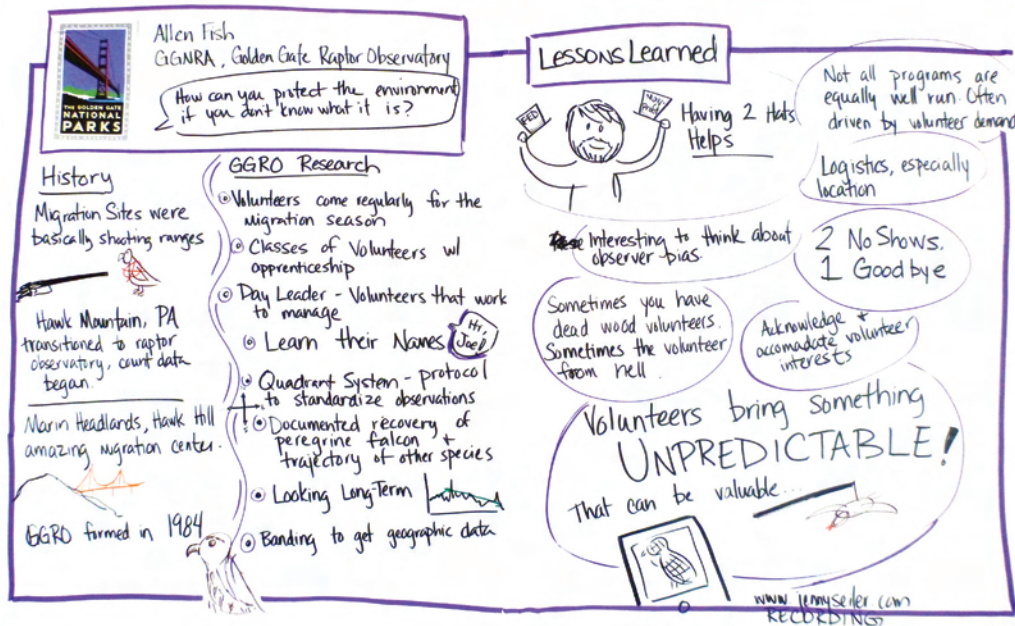 THE GOLDEN GATE
NATIONAL
PARKS
Allen Fish
GGNRA, Golden Gate Raptor Observatory
How can you protect the environment
if you don't know what it is?
History
Migration Sites were
basically shooting ranges
Hawk Mountain, PA
transitioned to raptor
observatory, count data
began.
Marin Headlands, Hawk Hill
amazing migration center.
GGRO formed in 1984
GGRO Research
Volunteers come regularly for the
migration season
Classes of Volunteers w/
apprenticeship
Day Leader - Volunteers that work
to manage
Learn their Names
Hi,
Joe!
Quadrant System - protocol
to standardize observations
Documented recovery of
peregrine falcon +
trajectory of other species
Looking Long-Term
Banding to get geographic data
Lessons Learned
FED
Having 2 Hats
Helps
Not all programs are
equally well run. Often
driven by volunteer demand
Logistics, especially
location
Interesting to think about
observer bias.
2 No Shows,
1 Goodbye
Sometimes you have
dead wood volunteers.
Sometimes the volunteer
from hell.
Acknowledge +
accomadate volunteer
interests
Volunteers bring something
UNPREDICTABLE!
That can be valuable...
www.jennyseiler.com
RECORDING